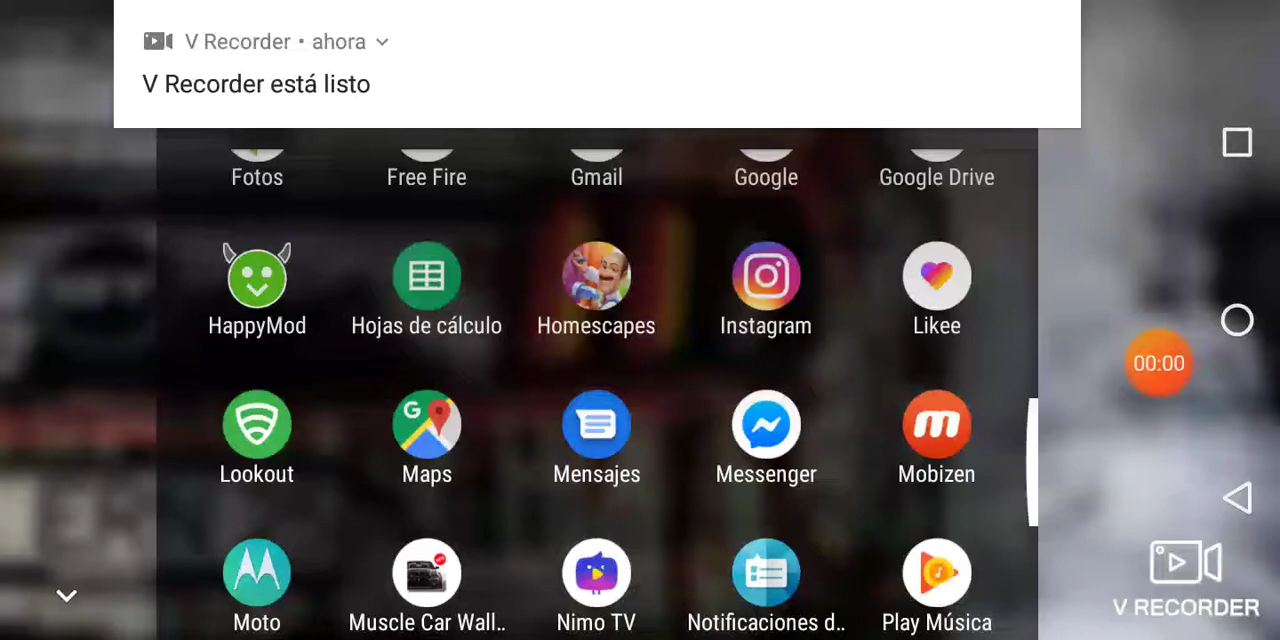 V Recorder • ahora
V Recorder está listo
Fotos Free Fire Gmail Google Google Drive
HappyMod Hojas de cálculo Homescapes Instagram Likee
00:00
Lookout Maps Mensajes Messenger Mobizen
Moto Muscle Car Wall.. Nimo TV Notificaciones d.. Play Música
V RECORDER